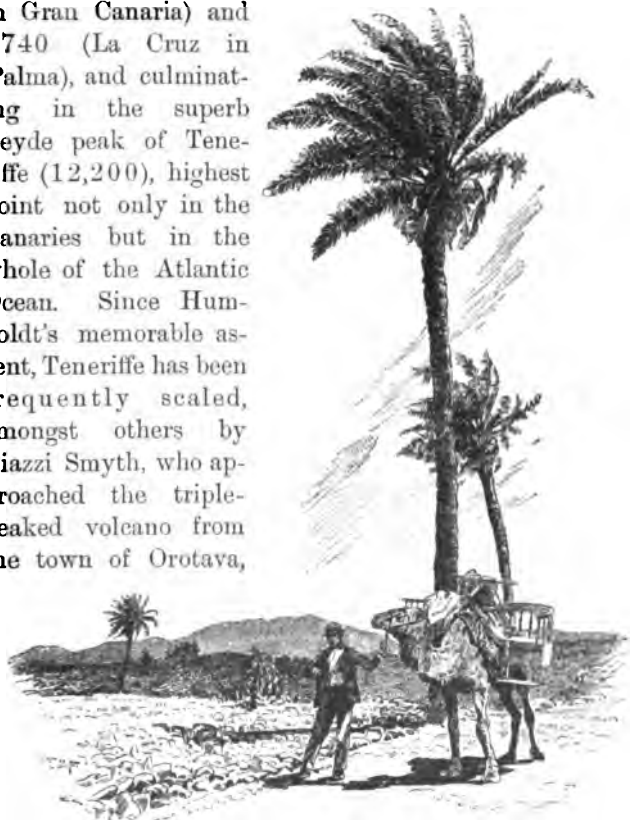 n Gran Canaria) and
740 (La Cruz in
Palma), and culminat-
ng in the superb
eyde peak of Tene-
ffe (12,200), highest
oint not only in the
anaries but in the
hole of the Atlantic
cean. Since Hum-
oldt's memorable as-
ent, Teneriffe has been
requently scaled,
mongst others by
iazzi Smyth, who ap-
roached the triple-
eaked volcano from
he town of Orotava,